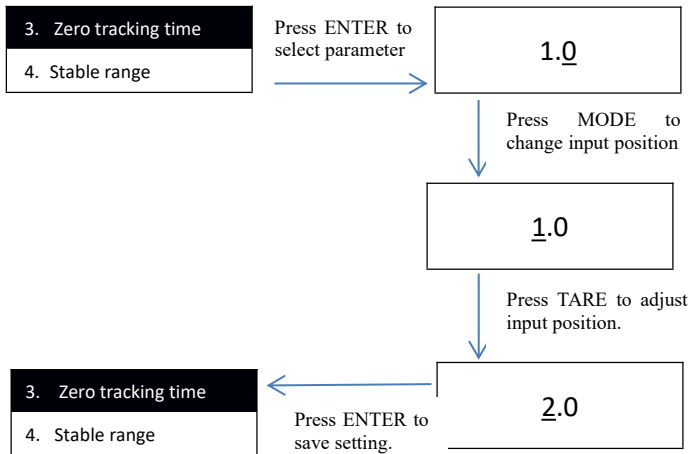 3. Zero tracking time
4. Stable range
Press ENTER to
select parameter
1.0
Press MODE to
change input position
1.0
Press TARE to adjust
input position.
2.0
Press ENTER to
save setting.
3. Zero tracking time
4. Stable range